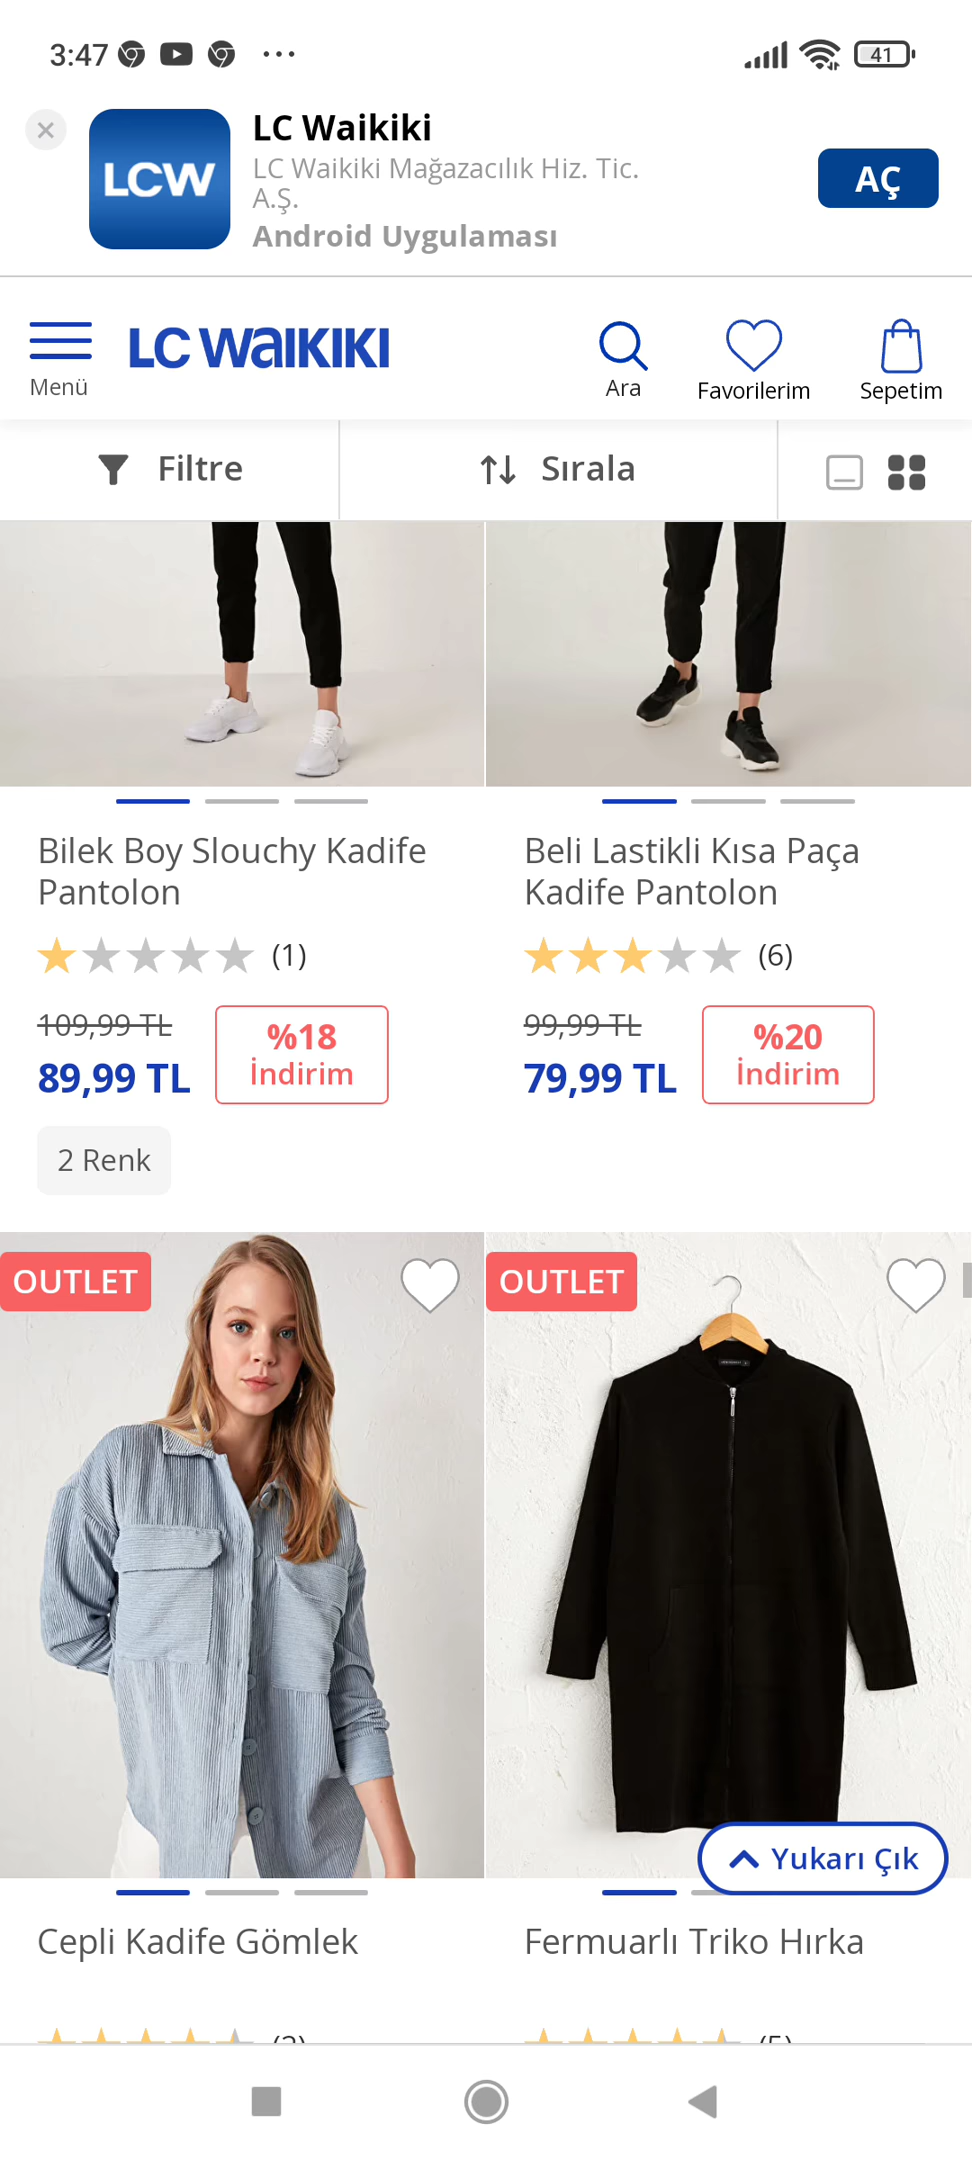 3:47
41
LCW
LC Waikiki
LC Waikiki Mağazacılık Hiz. Tic.
A.Ş.
Android Uygulaması
AÇ
Menü
LC WAIKIKI
Ara
Favorilerim
Sepetim
Filtre
Sırala
Bilek Boy Slouchy Kadife
Pantolon
(1)
109,99 TL
89,99 TL
%18
İndirim
2 Renk
Beli Lastikli Kısa Paça
Kadife Pantolon
(6)
99,99 TL
79,99 TL
%20
İndirim
OUTLET
OUTLET
Yukarı Çık
Cepli Kadife Gömlek
Fermuarlı Triko Hırka